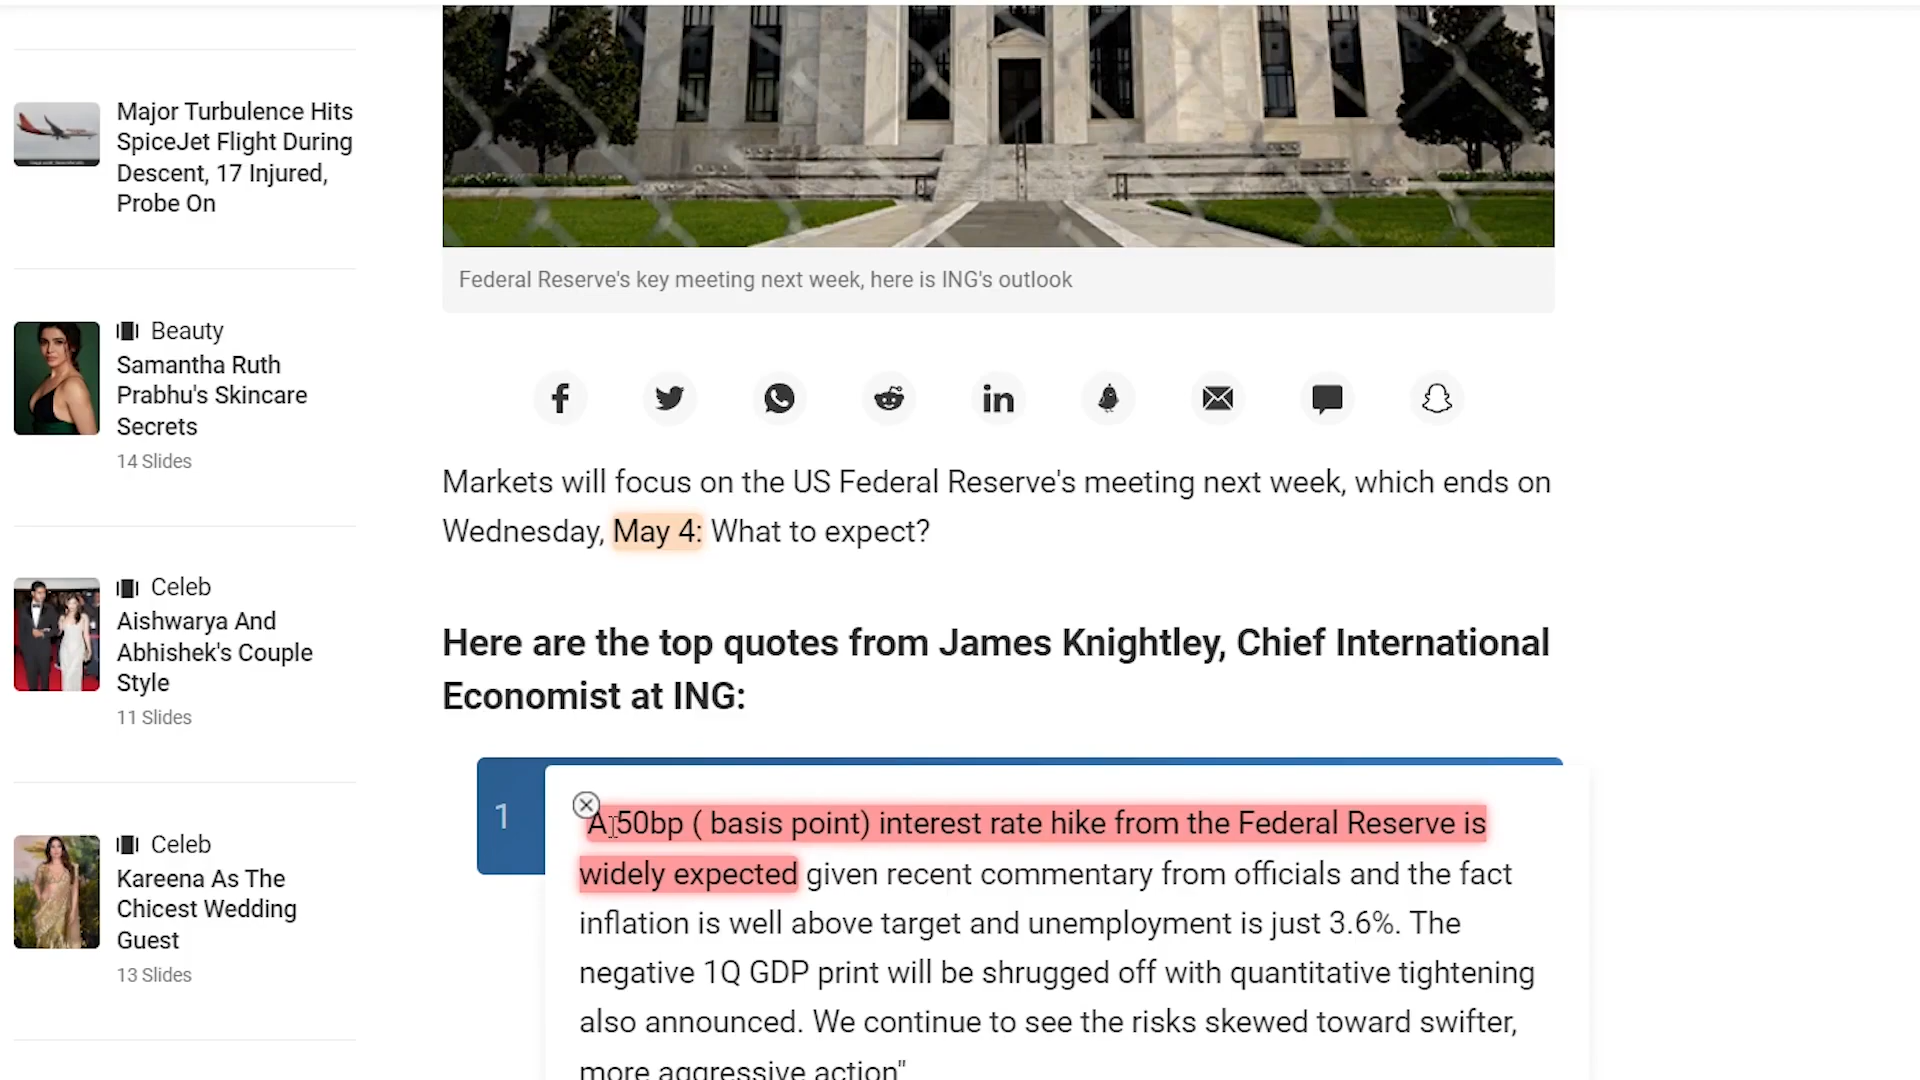 Major Turbulence Hits
SpiceJet Flight During
Descent, 17 Injured,
Probe On
Beauty
Samantha Ruth
Prabhu's Skincare
Secrets
14 Slides
Celeb
Aishwarya And
Abhishek's Couple
Style
11 Slides
Celeb
Kareena As The
Chicest Wedding
Guest
13 Slides
Federal Reserve's key meeting next week, here is ING's outlook
Markets will focus on the US Federal Reserve's meeting next week, which ends on
Wednesday, May 4: What to expect?
Here are the top quotes from James Knightley, Chief International
Economist at ING:
1
A 50bp ( basis point) interest rate hike from the Federal Reserve is
widely expected given recent commentary from officials and the fact
inflation is well above target and unemployment is just 3.6%. The
negative 1Q GDP print will be shrugged off with quantitative tightening
also announced. We continue to see the risks skewed toward swifter,
more aggressive action"